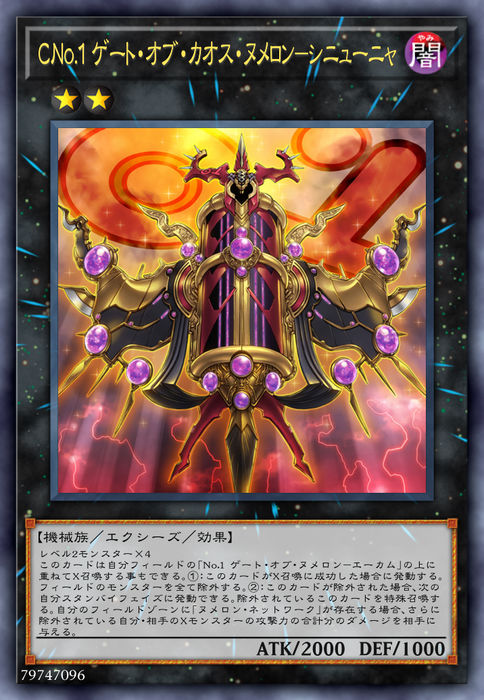 CNo.1 ゲート・オブ・カオス・ヌメロン－シニューニャ
やみ
闇
【機械族／エクシーズ／効果】
レベル2モンスター×4
このカードは自分フィールドの「No.1 ゲート・オブ・ヌメロン－エーカム」の上に
重ねてX召喚する事もできる。①：このカードがX召喚に成功した場合に発動する。
フィールドのモンスターを全て除外する。②：このカードが除外された場合、次の
自分スタンバイフェイズに発動できる。除外されているこのカードを特殊召喚す
る。自分のフィールドゾーンに「ヌメロン・ネットワーク」が存在する場合、さらに
除外されている自分・相手のXモンスターの攻撃力の合計分のダメージを相手に
与える。
ATK/2000 DEF/1000
79747096